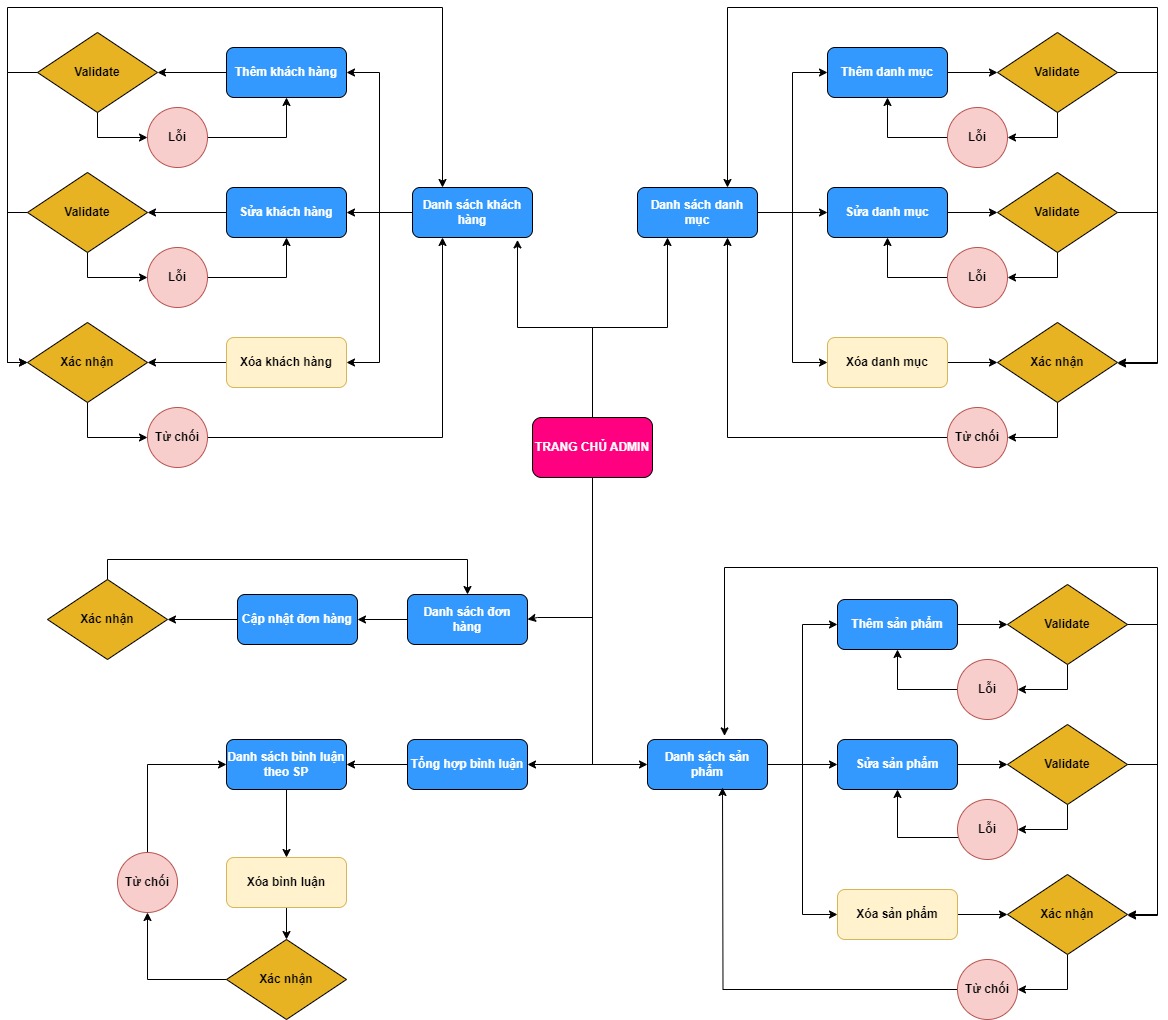 Validate
Thêm khách hàng
Lỗi
Validate
Sửa khách hàng
Danh sách khách
hàng
Lỗi
Xác nhận
Xóa khách hàng
Từ chối
Thêm danh mục
Validate
Lỗi
Danh sách danh
mục
Sửa danh mục
Validate
Lỗi
Xóa danh mục
Xác nhận
Từ chối
TRANG CHỦ ADMIN
Xác nhận
Cập nhật đơn hàng
Danh sách đơn
hàng
Danh sách bình luận
theo SP
Tổng hợp bình luận
Từ chối
Xóa bình luận
Xác nhận
Thêm sản phẩm
Validate
Lỗi
Danh sách sản
phẩm
Sửa sản phẩm
Validate
Lỗi
Xóa sản phẩm
Xác nhận
Từ chối